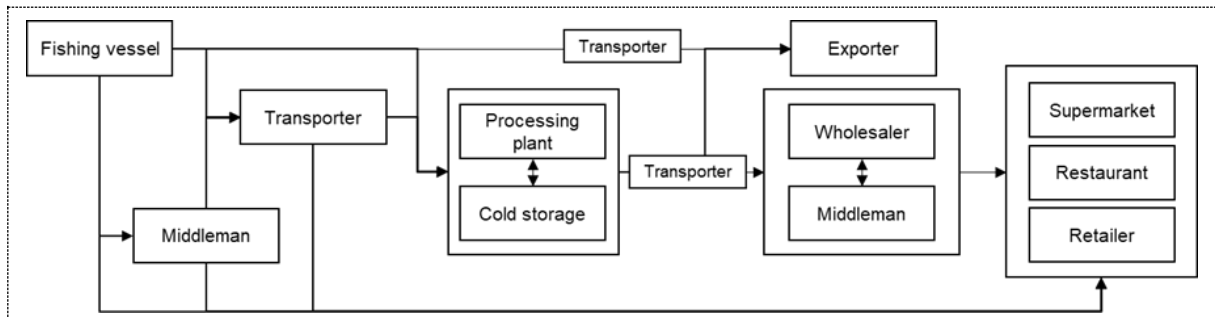 Fishing vessel
Transporter
Exporter
Transporter
Processing
plant
Cold storage
Transporter
Wholesaler
Middleman
Supermarket
Restaurant
Retailer
Middleman